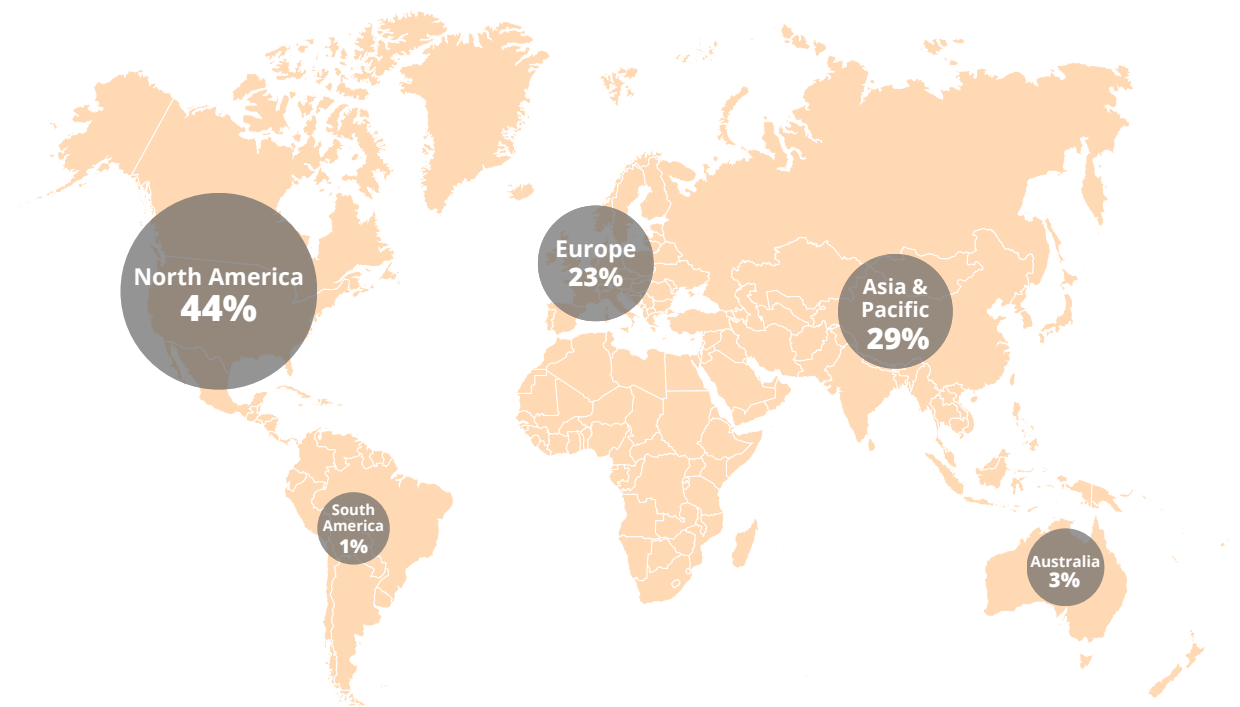 North America
44%
Europe
23%
Asia &
Pacific
29%
South
America
1%
Australia
3%